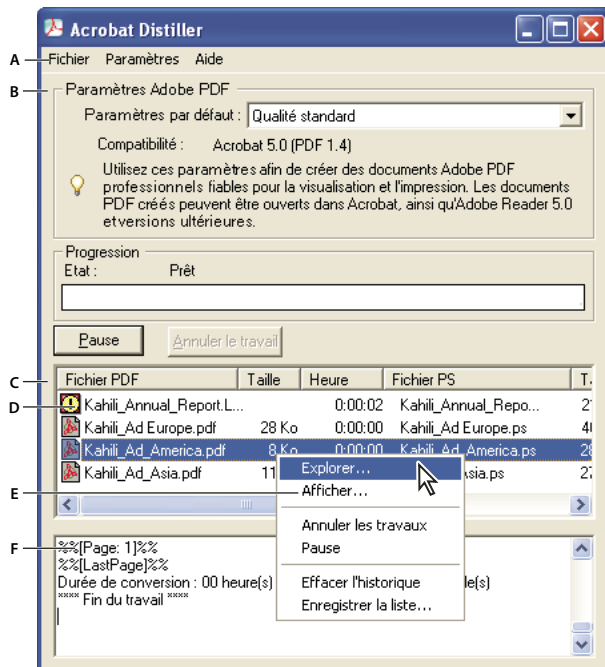 Acrobat Distiller
A
Fichier Paramètres Aide
B
Paramètres Adobe PDF
Paramètres par défaut : Qualité standard
Compatibilité : Acrobat 5.0 (PDF 1.4)
Utilisez ces paramètres afin de créer des documents Adobe PDF
professionnels fiables pour la visualisation et l'impression. Les documents
PDF créés peuvent être ouverts dans Acrobat, ainsi qu'Adobe Reader 5.0
et versions ultérieures.
Progression
Etat : Prêt
Pause Annuler le travail
C
Fichier PDF Taille Heure Fichier PS T.
D
Kahili_Annual_Report.L... 0:00:02 Kahili_Annual_Repo...
Kahili_Ad Europe.pdf 28 Ko 0:00:00 Kahili_Ad Europe.ps
Kahili_Ad_America.pdf 8 Ko 0:00:00 Kahili_Ad_America.ps 28
Kahili_Ad_Asia.pdf 11
Explorer...
E
Afficher...
Annuler les travaux
Pause
Effacer l'historique
Enregistrer la liste...
F
%%[Page: 1]%%
%%[LastPage]%%
Durée de conversion : 00 heure(s)
**** Fin du travail ****